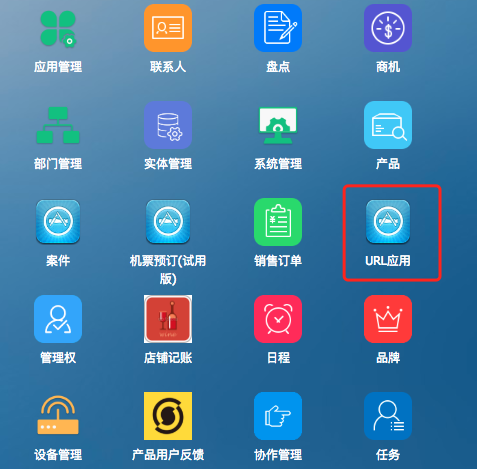 应用管理 联系人 盘点 商机
部门管理 实体管理 系统管理 产品
案件 机票预订(试用版) 销售订单 URL应用
管理权 店铺记账 日程 品牌
设备管理 产品用户反馈 协作管理 任务